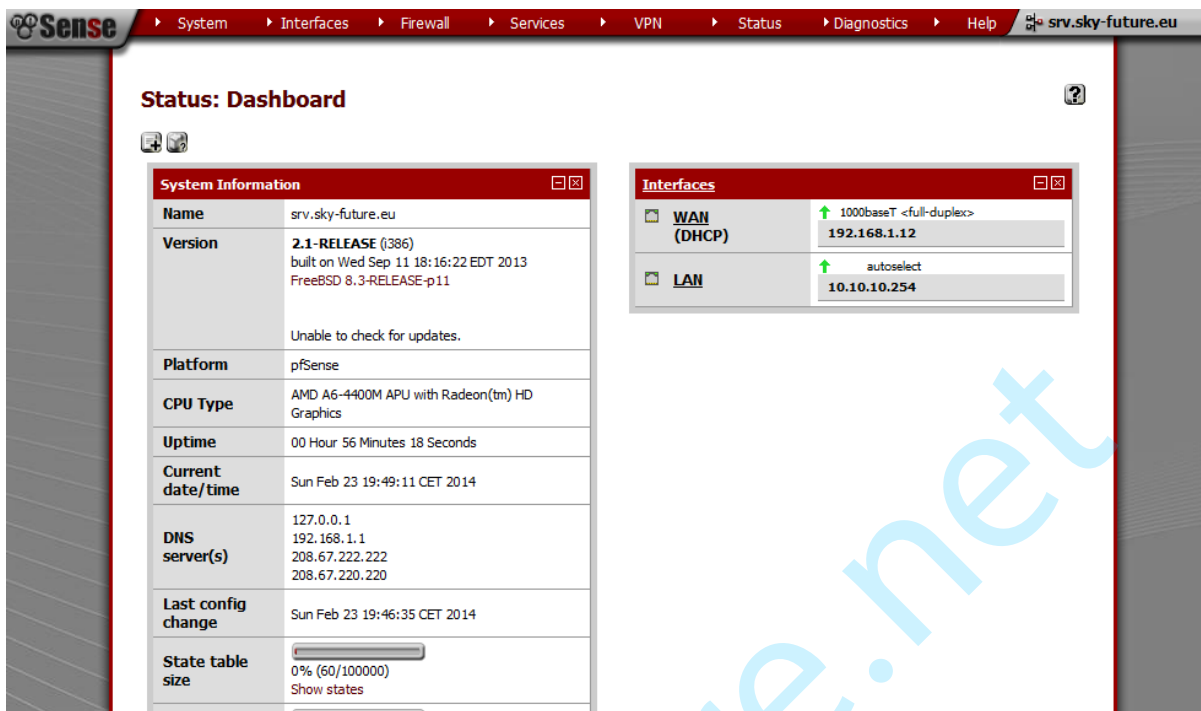 Sense
System
Interfaces
Firewall
Services
VPN
Status
Diagnostics
Help
srv.sky-future.eu
Status: Dashboard
System Information
Name
srv.sky-future.eu
Version
2.1-RELEASE (i386)
built on Wed Sep 11 18:16:22 EDT 2013
FreeBSD 8.3-RELEASE-p11
Unable to check for updates.
Platform
pfSense
CPU Type
AMD A6-4400M APU with Radeon(tm) HD
Graphics
Uptime
00 Hour 56 Minutes 18 Seconds
Current
date/time
Sun Feb 23 19:49:11 CET 2014
DNS
server(s)
127.0.0.1
192.168.1.1
208.67.222.222
208.67.220.220
Last config
change
Sun Feb 23 19:46:35 CET 2014
State table
size
0% (60/100000)
Show states
Interfaces
WAN
(DHCP)
1000baseT <full-duplex>
192.168.1.12
LAN
autoselect
10.10.10.254
e.net